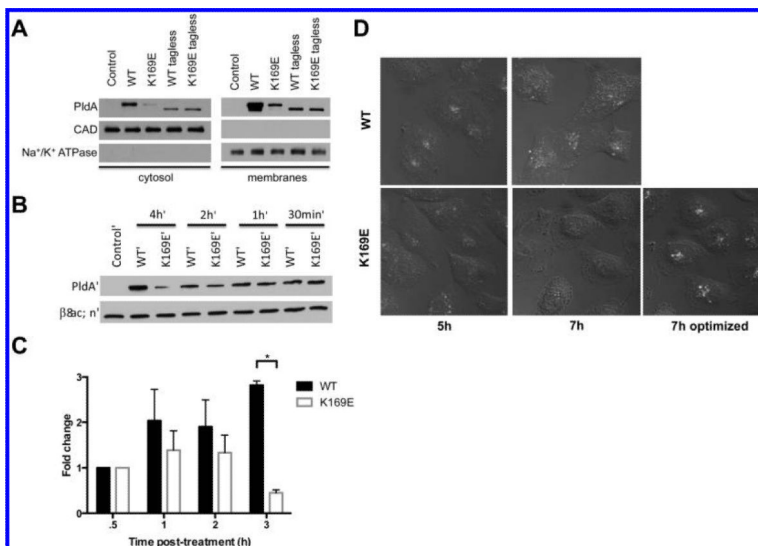 A
Control
WT
K169E
WT tagless
K169E tagless
Control
WT
K169E
WT tagless
K169E tagless
PldA
CAD
Na+/K+ ATPase
cytosol
membranes
B
4h'
2h'
1h'
30min'
Control'
WT'
K169E'
WT'
K169E'
WT'
K169E'
WT'
K169E'
PldA'
β8ac; n'
C
*
WT
K169E
Fold change
3
2
1
0
.5
1
2
3
Time post-treatment (h)
D
WT
K169E
5h
7h
7h optimized